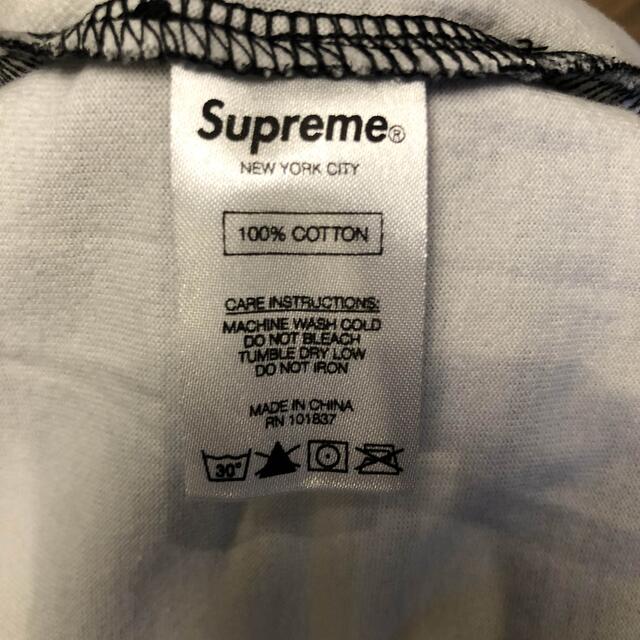 Supreme®
NEW YORK CITY
100% COTTON
CARE INSTRUCTIONS:
MACHINE WASH COLD
DO NOT BLEACH
TUMBLE DRY LOW
DO NOT IRON
MADE IN CHINA
RN 101837
30°